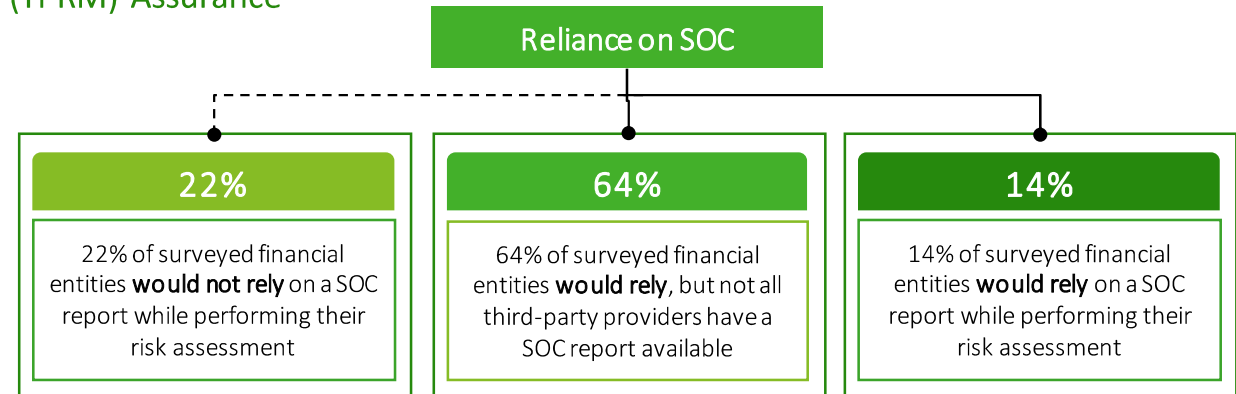 (TPRM) Assurance
Reliance on SOC
22%
22% of surveyed financial
entities would not rely on a SOC
report while performing their
risk assessment
64%
64% of surveyed financial
entities would rely, but not all
third-party providers have a
SOC report available
14%
14% of surveyed financial
entities would rely on a SOC
report while performing their
risk assessment